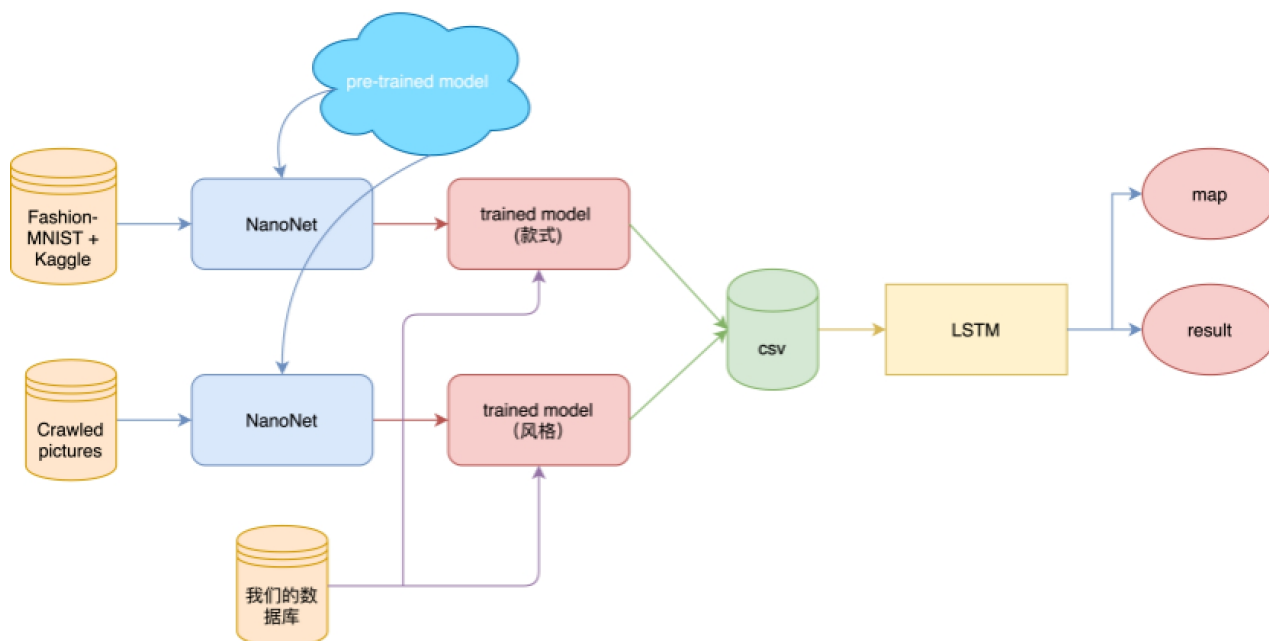 pre-trained model
Fashion-
MNIST +
Kaggle
NanoNet
trained model
(款式)
map
csv
LSTM
result
Crawled
pictures
NanoNet
trained model
（风格）
我们的数
据库